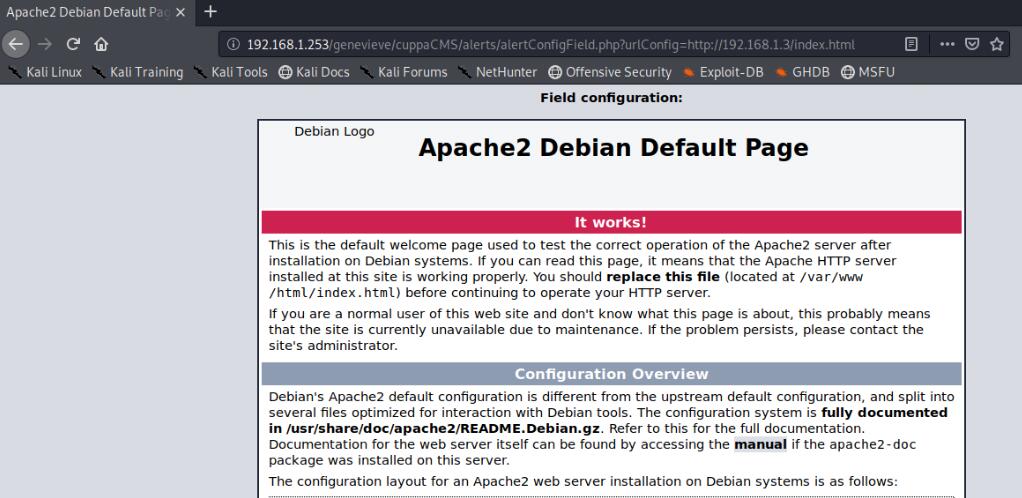 Apache2 Debian Default Pag
192.168.1.253/genevieve/cuppaCMS/alerts/alertConfigField.php?urlConfig=http://192.168.1.3/index.html
Kali Linux Kali Training Kali Tools Kali Docs Kali Forums NetHunter Offensive Security Exploit-DB GHDB MSFU
Field configuration:
Debian Logo
Apache2 Debian Default Page
It works!
This is the default welcome page used to test the correct operation of the Apache2 server after
installation on Debian systems. If you can read this page, it means that the Apache HTTP server
installed at this site is working properly. You should replace this file (located at /var/www
/html/index.html) before continuing to operate your HTTP server.
If you are a normal user of this web site and don't know what this page is about, this probably means
that the site is currently unavailable due to maintenance. If the problem persists, please contact the
site's administrator.
Configuration Overview
Debian's Apache2 default configuration is different from the upstream default configuration, and split into
several files optimized for interaction with Debian tools. The configuration system is fully documented
in /usr/share/doc/apache2/README.Debian.gz. Refer to this for the full documentation.
Documentation for the web server itself can be found by accessing the manual if the apache2-doc
package was installed on this server.
The configuration layout for an Apache2 web server installation on Debian systems is as follows: